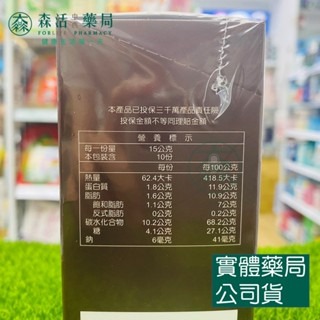 森活藥局
FORLIFE PHARMACY
本產品已投保三千萬產品責任險
投保金額不等同理賠金額
營養標示
每一份量 15公克
本包裝含 10份
每份 每100公克
熱量 62.4大卡 418.5大卡
蛋白質 1.8公克 11.9公克
脂肪 1.6公克 10.9公克
飽和脂肪 1.1公克 7公克
反式脂肪 0公克 0.2公克
碳水化合物 10.2公克 68.2公克
糖 4.1公克 27.1公克
鈉 6毫克 41毫克
實體藥局
公司貨